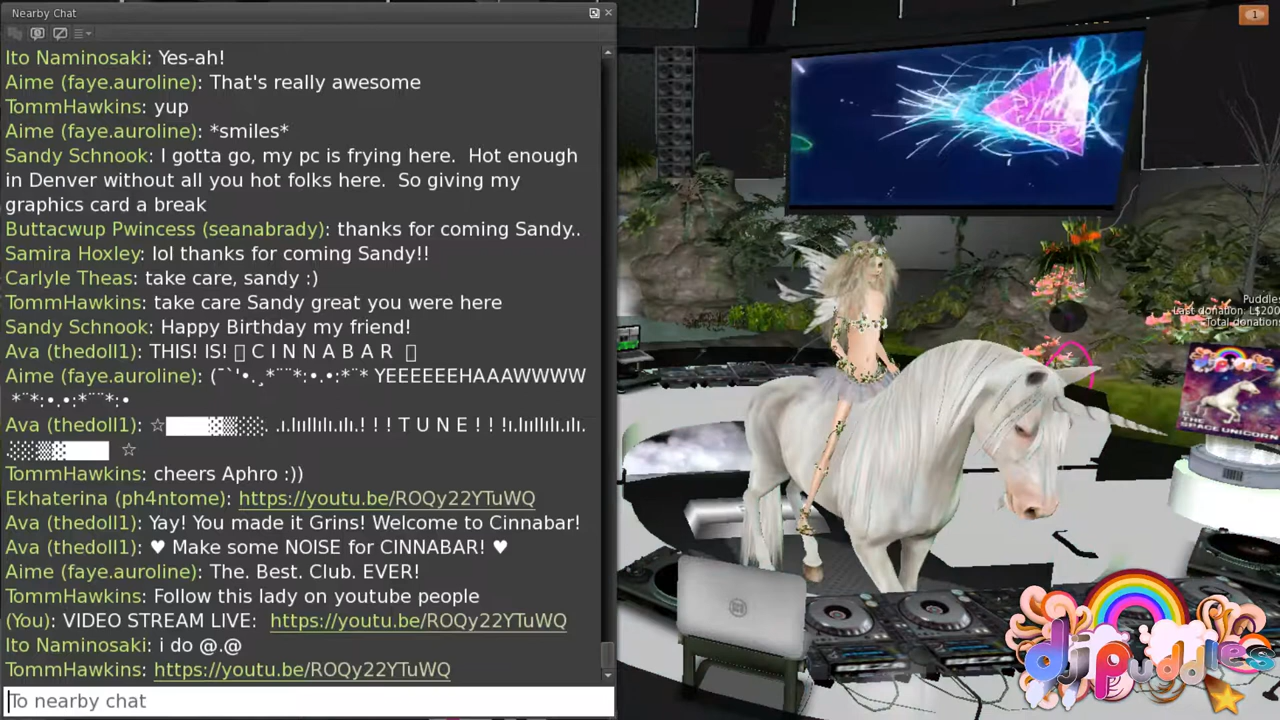 Nearby Chat
1
Ito Naminosaki: Yes-ah!
Aime (faye.auroline): That's really awesome
TommHawkins: yup
Aime (faye.auroline): *smiles*
Sandy Schnook: I gotta go, my pc is frying here.  Hot enough
in Denver without all you hot folks here.  So giving my
graphics card a break
Buttacwup Pwincess (seanabrady): thanks for coming Sandy..
Samira Hoxley: lol thanks for coming Sandy!!
Carlyle Theas: take care, sandy :)
TommHawkins: take care Sandy great you were here
Sandy Schnook: Happy Birthday my friend!
Ava (thedoll1): THIS! IS! ▯ C I N N A B A R  ▯
Aime (faye.auroline): (¯`'•.¸*¨¨*:•.•:*¨* YEEEEEEHAAAWWWW
*¨*:•.•:*¨¨*:•
Ava (thedoll1): ☆▇▇▇▓▒░░. .ı.lıllılı.ılı.! ! ! T U N E ! ! !ı.lıllılı.ılı.
.░░▒▓▇▇▇ ☆
TommHawkins: cheers Aphro :))
Ekhaterina (ph4ntome): https://youtu.be/ROQy22YTuWQ
Ava (thedoll1): Yay! You made it Grins! Welcome to Cinnabar!
Ava (thedoll1): ♥ Make some NOISE for CINNABAR! ♥
Aime (faye.auroline): The. Best. Club. EVER!
TommHawkins: Follow this lady on youtube people
(You): VIDEO STREAM LIVE:  https://youtu.be/ROQy22YTuWQ
Ito Naminosaki: i do @.@
TommHawkins: https://youtu.be/ROQy22YTuWQ
To nearby chat
Puddle
Last donation: L$200
Total donations
SPACE UNICORN
dj Puddles